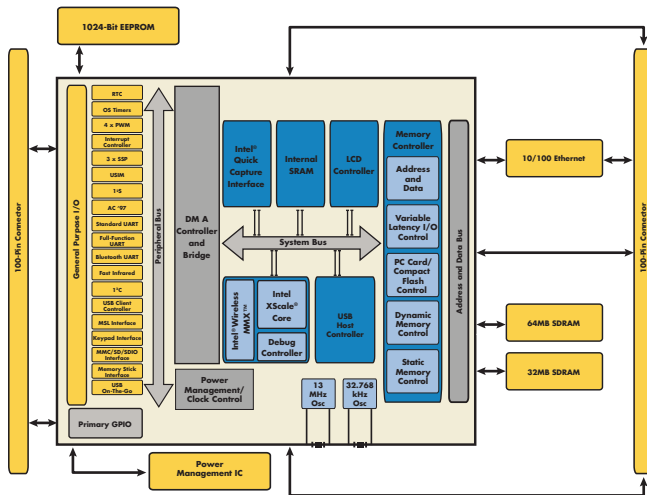 1024-Bit EEPROM
100-Pin Connector
General Purpose I/O
RTC
OS Timers
4 x PWM
Interrupt
Controller
3 x SSP
USIM
1²S
AC '97
Standard UART
Full-Function
UART
Bluetooth UART
Fast Infrared
1²C
USB Client
Controller
MSL Interface
Keypad Interface
MMC/SD/SDIO
Interface
Memory Stick
Interface
USB
On-The-Go
Primary GPIO
Peripheral Bus
DM A
Controller
and
Bridge
Power
Management/
Clock Control
Intel®
Quick
Capture
Interface
Internal
SRAM
LCD
Controller
System Bus
Intel® Wireless
MMX™
Intel
XScale®
Core
Debug
Controller
USB
Host
Controller
13
MHz
Osc
32.768
kHz
Osc
Memory
Controller
Address
and
Data
Variable
Latency I/O
Control
PC Card/
Compact
Flash Control
Dynamic
Memory
Control
Static
Memory
Control
Address and Data Bus
10/100 Ethernet
64MB SDRAM
32MB SDRAM
100-Pin Connector
Power
Management IC